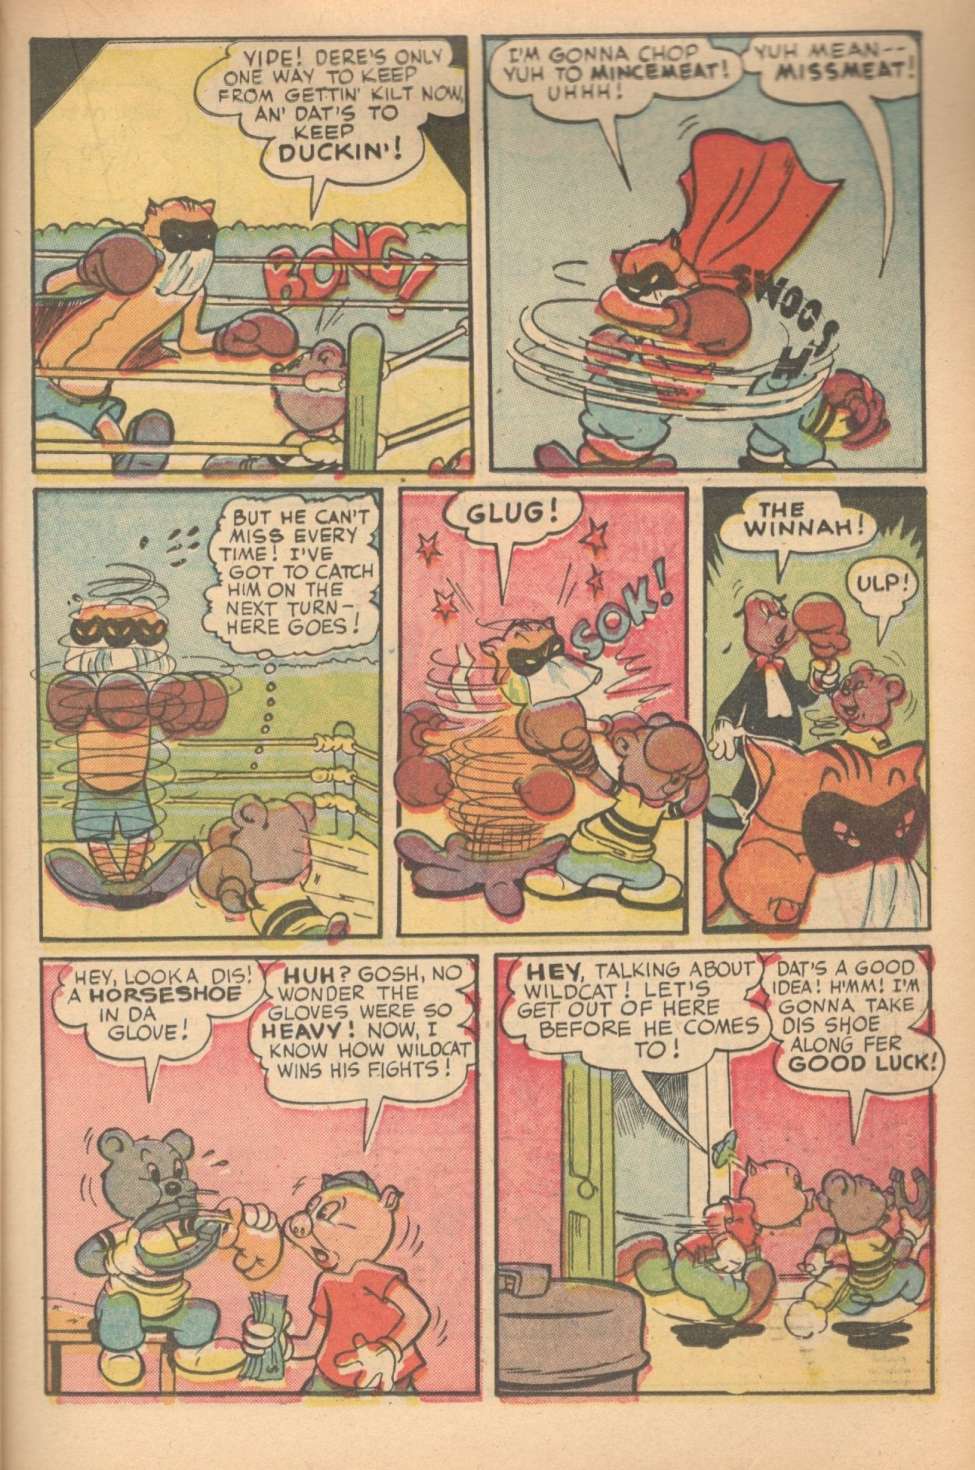 YIPE! DERE'S ONLY
ONE WAY TO KEEP
FROM GETTIN' KILT NOW,
AN' DAT'S TO
KEEP
DUCKIN'!
BONG!
I'M GONNA CHOP
YUH TO MINCEMEAT!
UHHH!
YUH MEAN--
MISSMEAT!
SWOOSH
BUT HE CAN'T
MISS EVERY
TIME! I'VE
GOT TO CATCH
HIM ON THE
NEXT TURN—
HERE GOES!
GLUG!
SOK!
THE
WINNAH!
ULP!
HEY, LOOKA DIS!
A HORSESHOE
IN DA
GLOVE!
HUH? GOSH, NO
WONDER THE
GLOVES WERE SO
HEAVY! NOW, I
KNOW HOW WILDCAT
WINS HIS FIGHTS!
HEY, TALKING ABOUT
WILDCAT! LET'S
GET OUT OF HERE
BEFORE HE COMES
TO!
DAT'S A GOOD
IDEA! H'MM! I'M
GONNA TAKE
DIS SHOE
ALONG FER
GOOD LUCK!